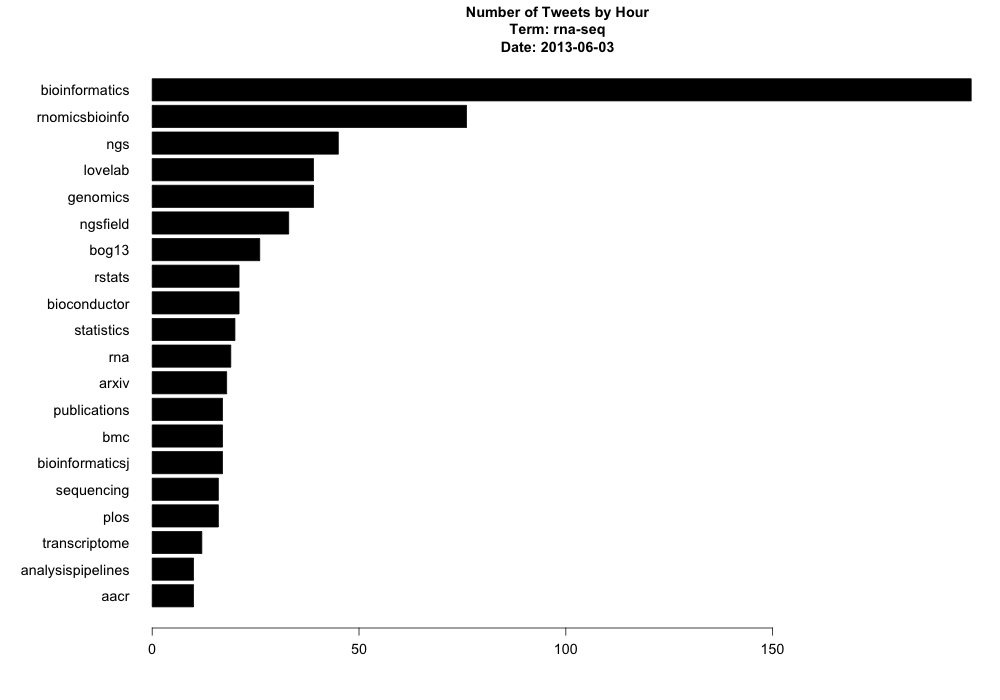 Number of Tweets by Hour
Term: rna-seq
Date: 2013-06-03
bioinformatics
rnomicsbioinfo
ngs
lovelab
genomics
ngsfield
bog13
rstats
bioconductor
statistics
rna
arxiv
publications
bmc
bioinformaticsj
sequencing
plos
transcriptome
analysispipelines
aacr
0 50 100 150